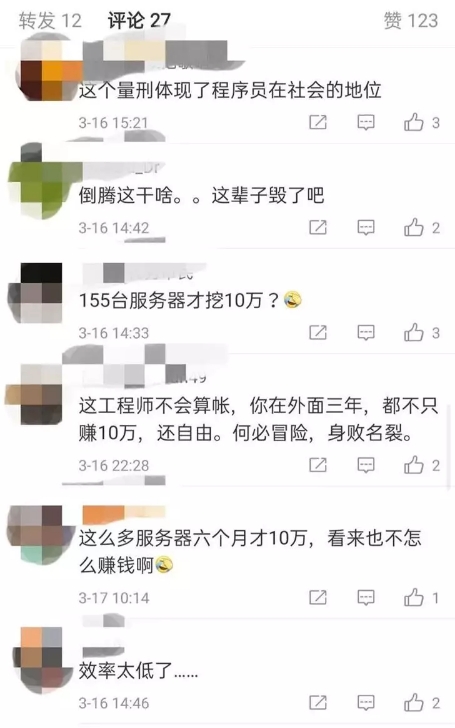 转发 12 评论 27 赞 123
这个量刑体现了程序员在社会的地位
3-16 15:21 3
倒腾这干啥。。这辈子毁了吧
3-16 14:42 2
155台服务器才挖10万？
3-16 14:33 3
这工程师不会算帐，你在外面三年，都不只
赚10万，还自由。何必冒险，身败名裂。
3-16 22:28 2
这么多服务器六个月才10万，看来也不怎
么赚钱啊
3-17 10:14 1
效率太低了……
3-16 14:46 2